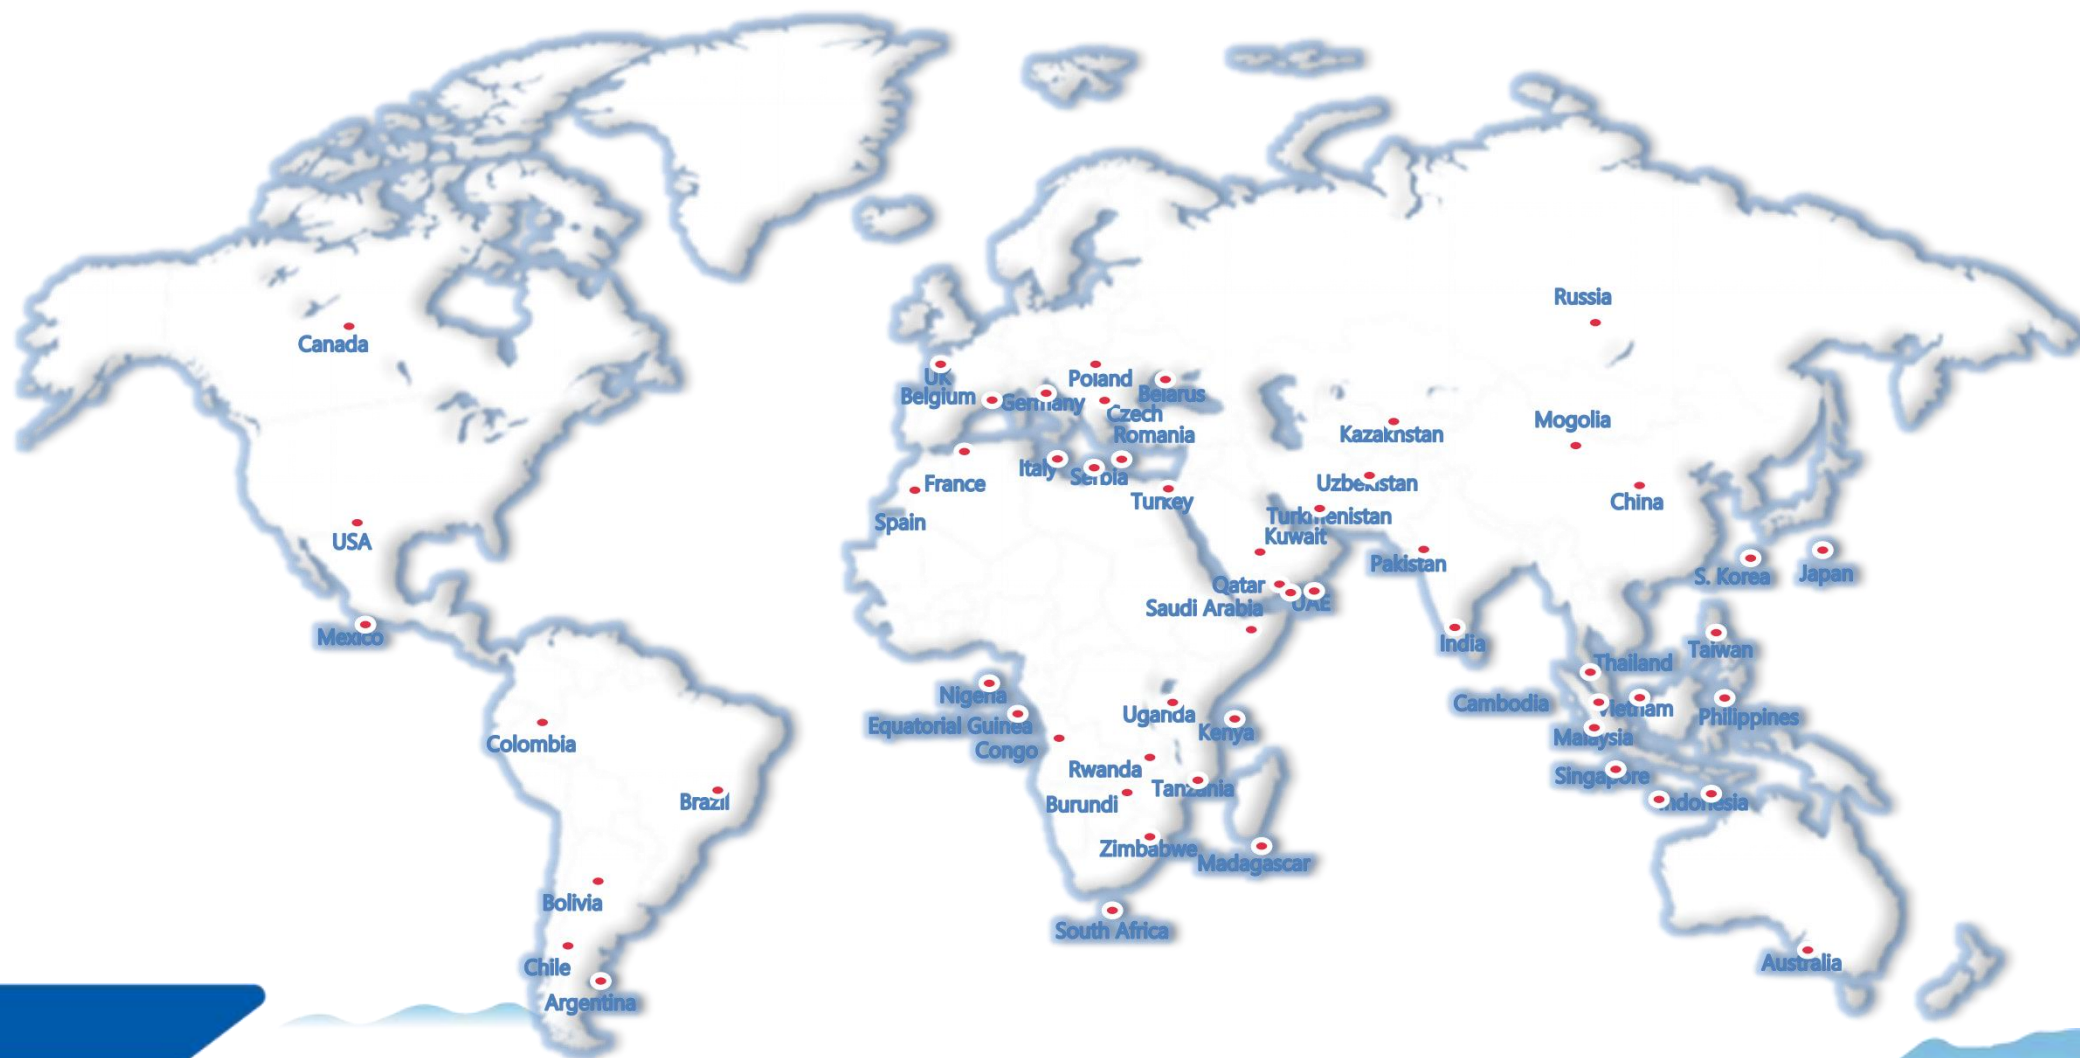 Russia
Canada
UK
Poland
Belarus
Belgium
Germany
Czech
Mogolia
Kazakhstan
Romania
Italy
Serbia
France
Uzbekistan
Turkey
China
Spain
Turkmenistan
Kuwait
USA
Pakistan
S. Korea
Japan
Qatar
UAE
Saudi Arabia
Mexico
India
Taiwan
Thailand
Nigeria
Cambodia
Vietnam
Uganda
Philippines
Equatorial Guinea
Kenya
Malaysia
Colombia
Congo
Rwanda
Singapore
Tanzania
Brazil
Burundi
Indonesia
Zimbabwe
Madagascar
Bolivia
South Africa
Australia
Chile
Argentina